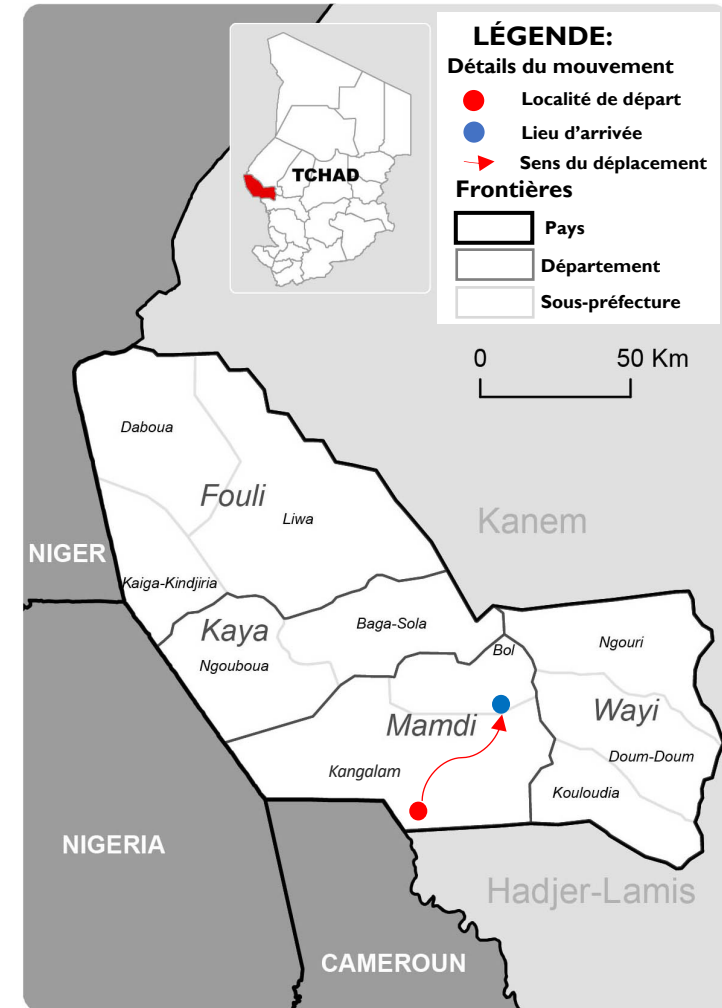 LÉGENDE:
Détails du mouvement
Localité de départ
Lieu d'arrivée
Sens du déplacement
Frontières
Pays
Département
Sous-préfecture
TCHAD
0 50 Km
Daboua
Fouli
Liwa
Kanem
NIGER
Kaiga-Kindjiria
Baga-Sola
Kaya
Ngouboua
Bol
Ngouri
Mamdi
Wayi
Doum-Doum
Kangalam
Kouloudia
NIGERIA
Hadjer-Lamis
CAMEROUN